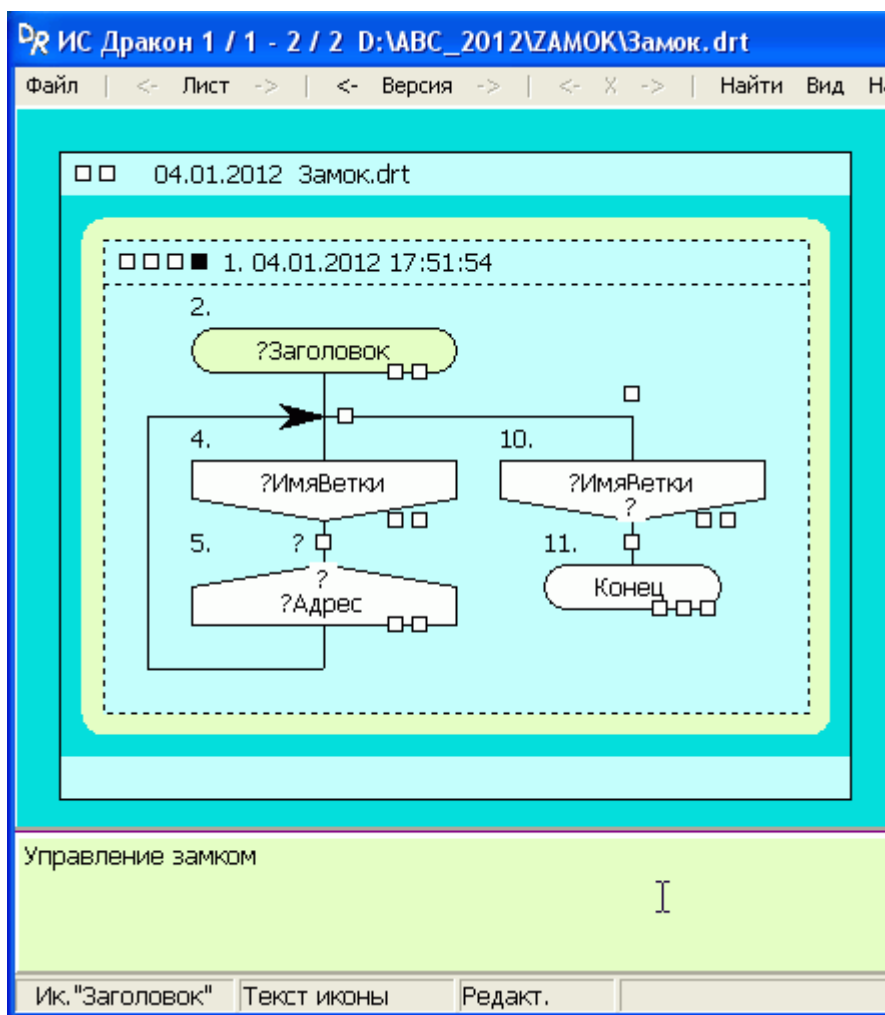 DR ИС Дракон 1 / 1 - 2 / 2 D:\ABC_2012\ZAMOK\Замок.drt
Файл | <- Лист -> | <- Версия -> | <- X -> | Найти Вид
04.01.2012 Замок.drt
1. 04.01.2012 17:51:54
2.
?Заголовок
4. 10.
?ИмяВетки ?ИмяВетки
?
5. ? 11.
?
?Адрес Конец
Управление замком
Ик."Заголовок" Текст иконы Редакт.